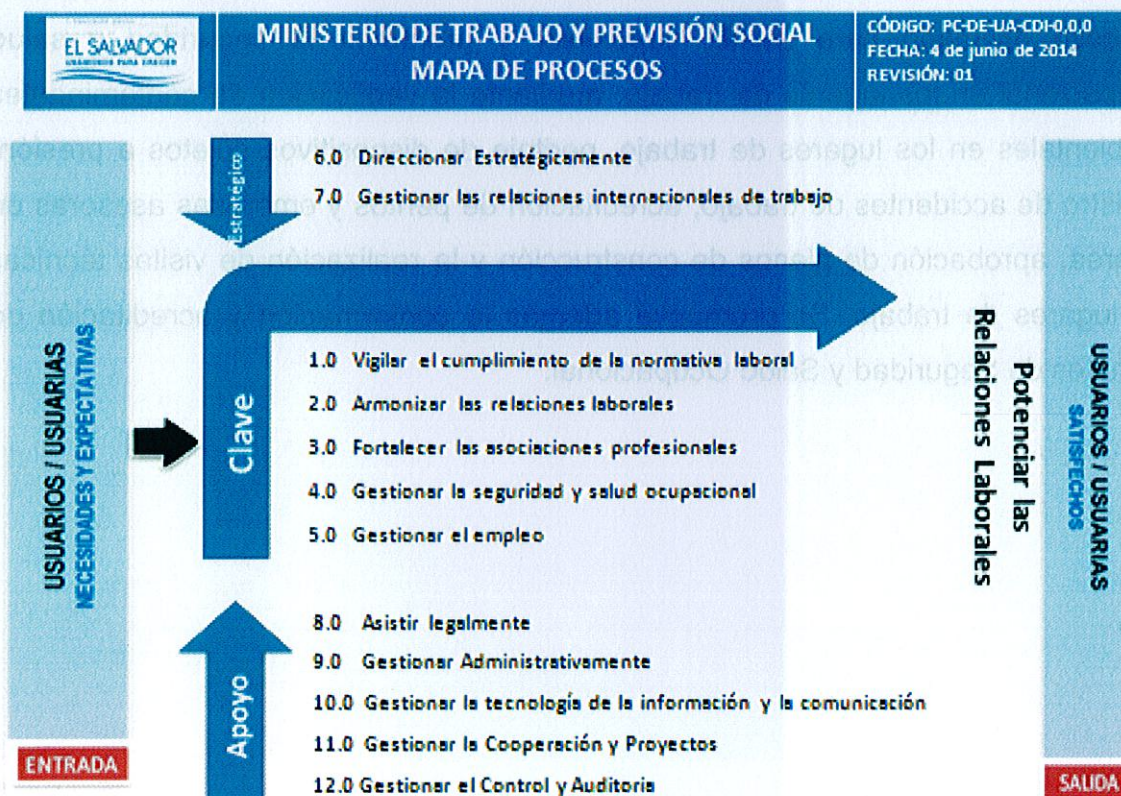 EL SALVADOR
UNÁMONOS PARA CRECER
MINISTERIO DE TRABAJO Y PREVISIÓN SOCIAL
MAPA DE PROCESOS
CÓDIGO: PC-DE-UA-CDI-0,0,0
FECHA: 4 de junio de 2014
REVISIÓN: 01
Estratégico
6.0 Direccionar Estratégicamente
7.0 Gestionar las relaciones internacionales de trabajo
USUARIOS / USUARIAS
NECESIDADES Y EXPECTATIVAS
Clave
1.0 Vigilar el cumplimiento de la normativa laboral
2.0 Armonizar las relaciones laborales
3.0 Fortalecer las asociaciones profesionales
4.0 Gestionar la seguridad y salud ocupacional
5.0 Gestionar el empleo
Potenciar las
Relaciones Laborales
USUARIOS / USUARIAS
SATISFECHOS
Apoyo
8.0 Asistir legalmente
9.0 Gestionar Administrativamente
10.0 Gestionar la tecnología de la información y la comunicación
11.0 Gestionar la Cooperación y Proyectos
12.0 Gestionar el Control y Auditoria
ENTRADA
SALIDA